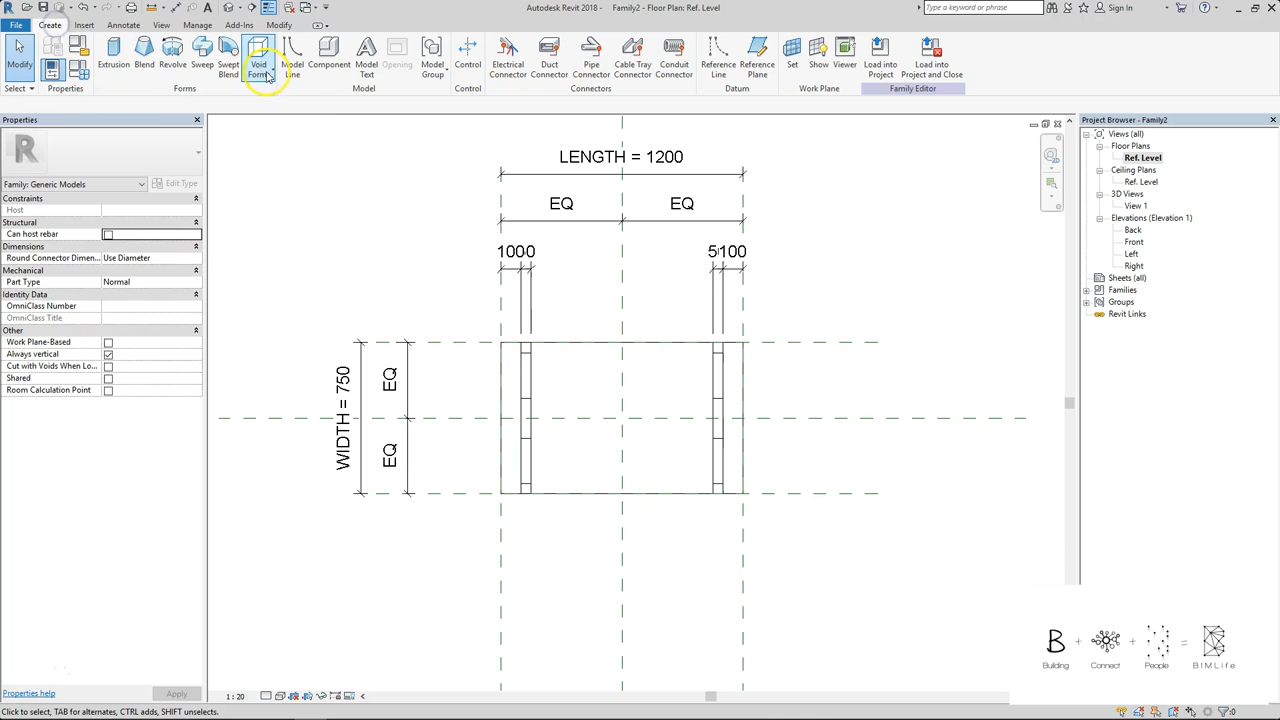 Autodesk Revit 2018 - Family2 - Floor Plan: Ref. Level
Type a keyword or phrase
Sign In
File Create Insert Annotate View Manage Add-Ins Modify
Modify
Extrusion Blend Revolve Sweep Swept Blend Void Forms
Model Line Component Model Text Opening Model Group
Control
Electrical Connector Duct Connector Pipe Connector Cable Tray Connector Conduit Connector
Reference Line Reference Plane
Set Show Viewer
Load into Project Load into Project and Close
Select Properties Forms Model Control Connectors Datum Work Plane Family Editor
Properties
Family: Generic Models
Edit Type
Constraints
Host
Structural
Can host rebar
Dimensions
Round Connector Dimen... Use Diameter
Mechanical
Part Type Normal
Identity Data
OmniClass Number
OmniClass Title
Other
Work Plane-Based
Always vertical
Cut with Voids When Lo...
Shared
Room Calculation Point
Properties help
Apply
LENGTH = 1200
EQ EQ
WIDTH = 750
EQ
EQ
Project Browser - Family2
Views (all)
Floor Plans
Ref. Level
Ceiling Plans
Ref. Level
3D Views
View 1
Elevations (Elevation 1)
Back
Front
Left
Right
Sheets (all)
Families
Groups
Revit Links
B + + =
Building Connect People BIMLife
1 : 20
Click to select, TAB for alternates, CTRL adds, SHIFT unselects.
:0